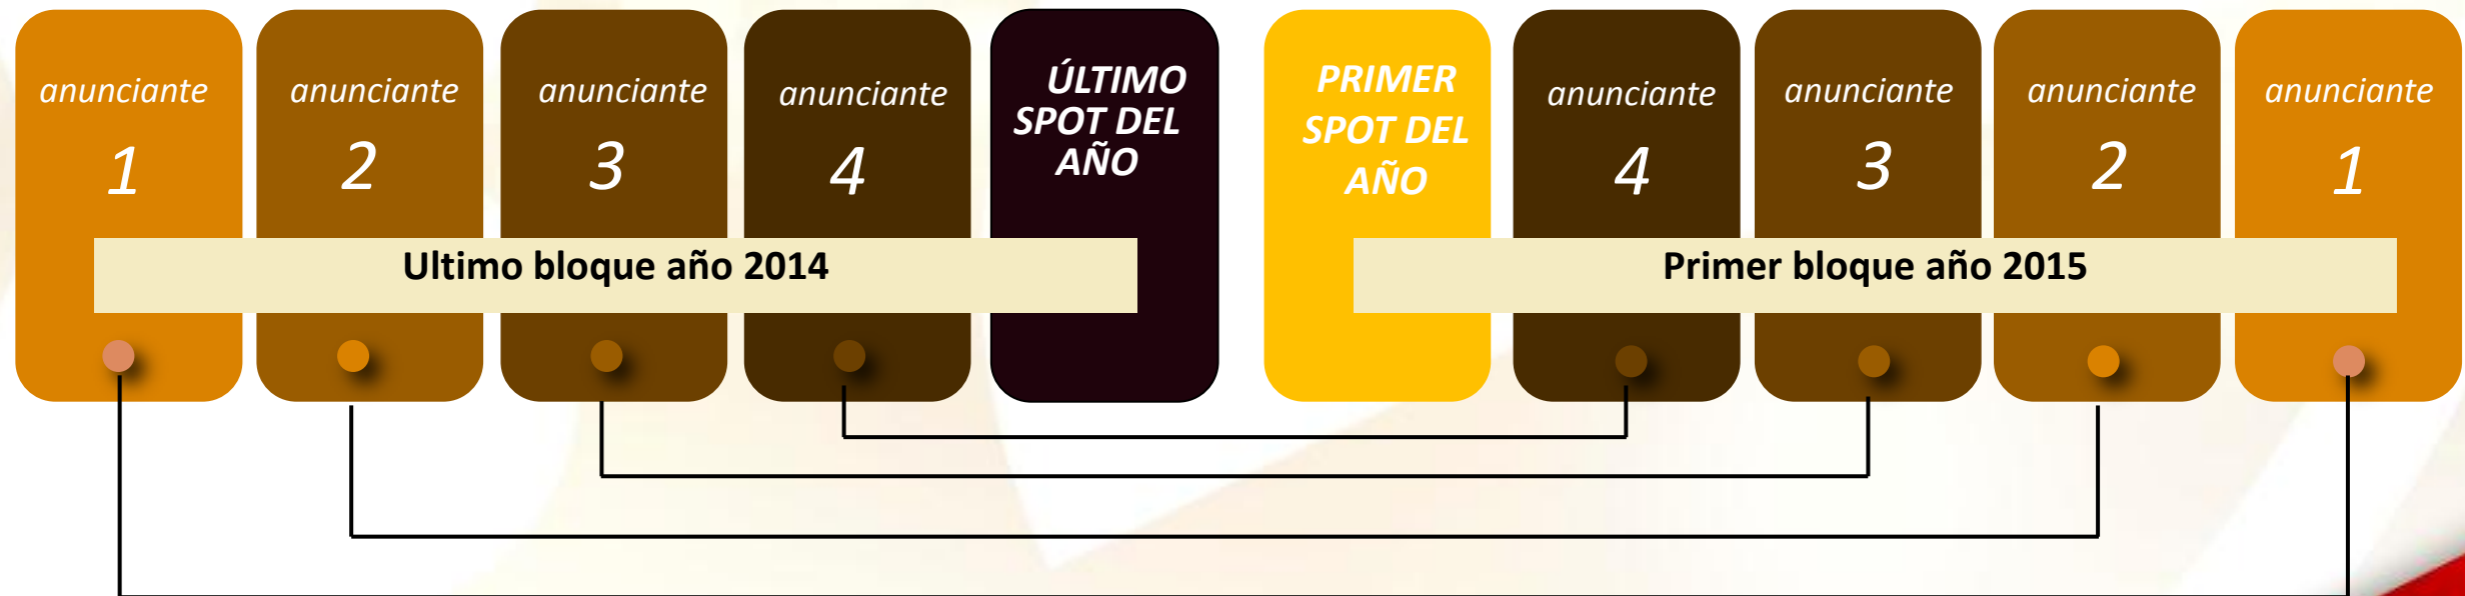 anunciante
1
anunciante
2
anunciante
3
anunciante
4
ÚLTIMO
SPOT DEL
AÑO
PRIMER
SPOT DEL
AÑO
anunciante
4
anunciante
3
anunciante
2
anunciante
1
Ultimo bloque año 2014
Primer bloque año 2015